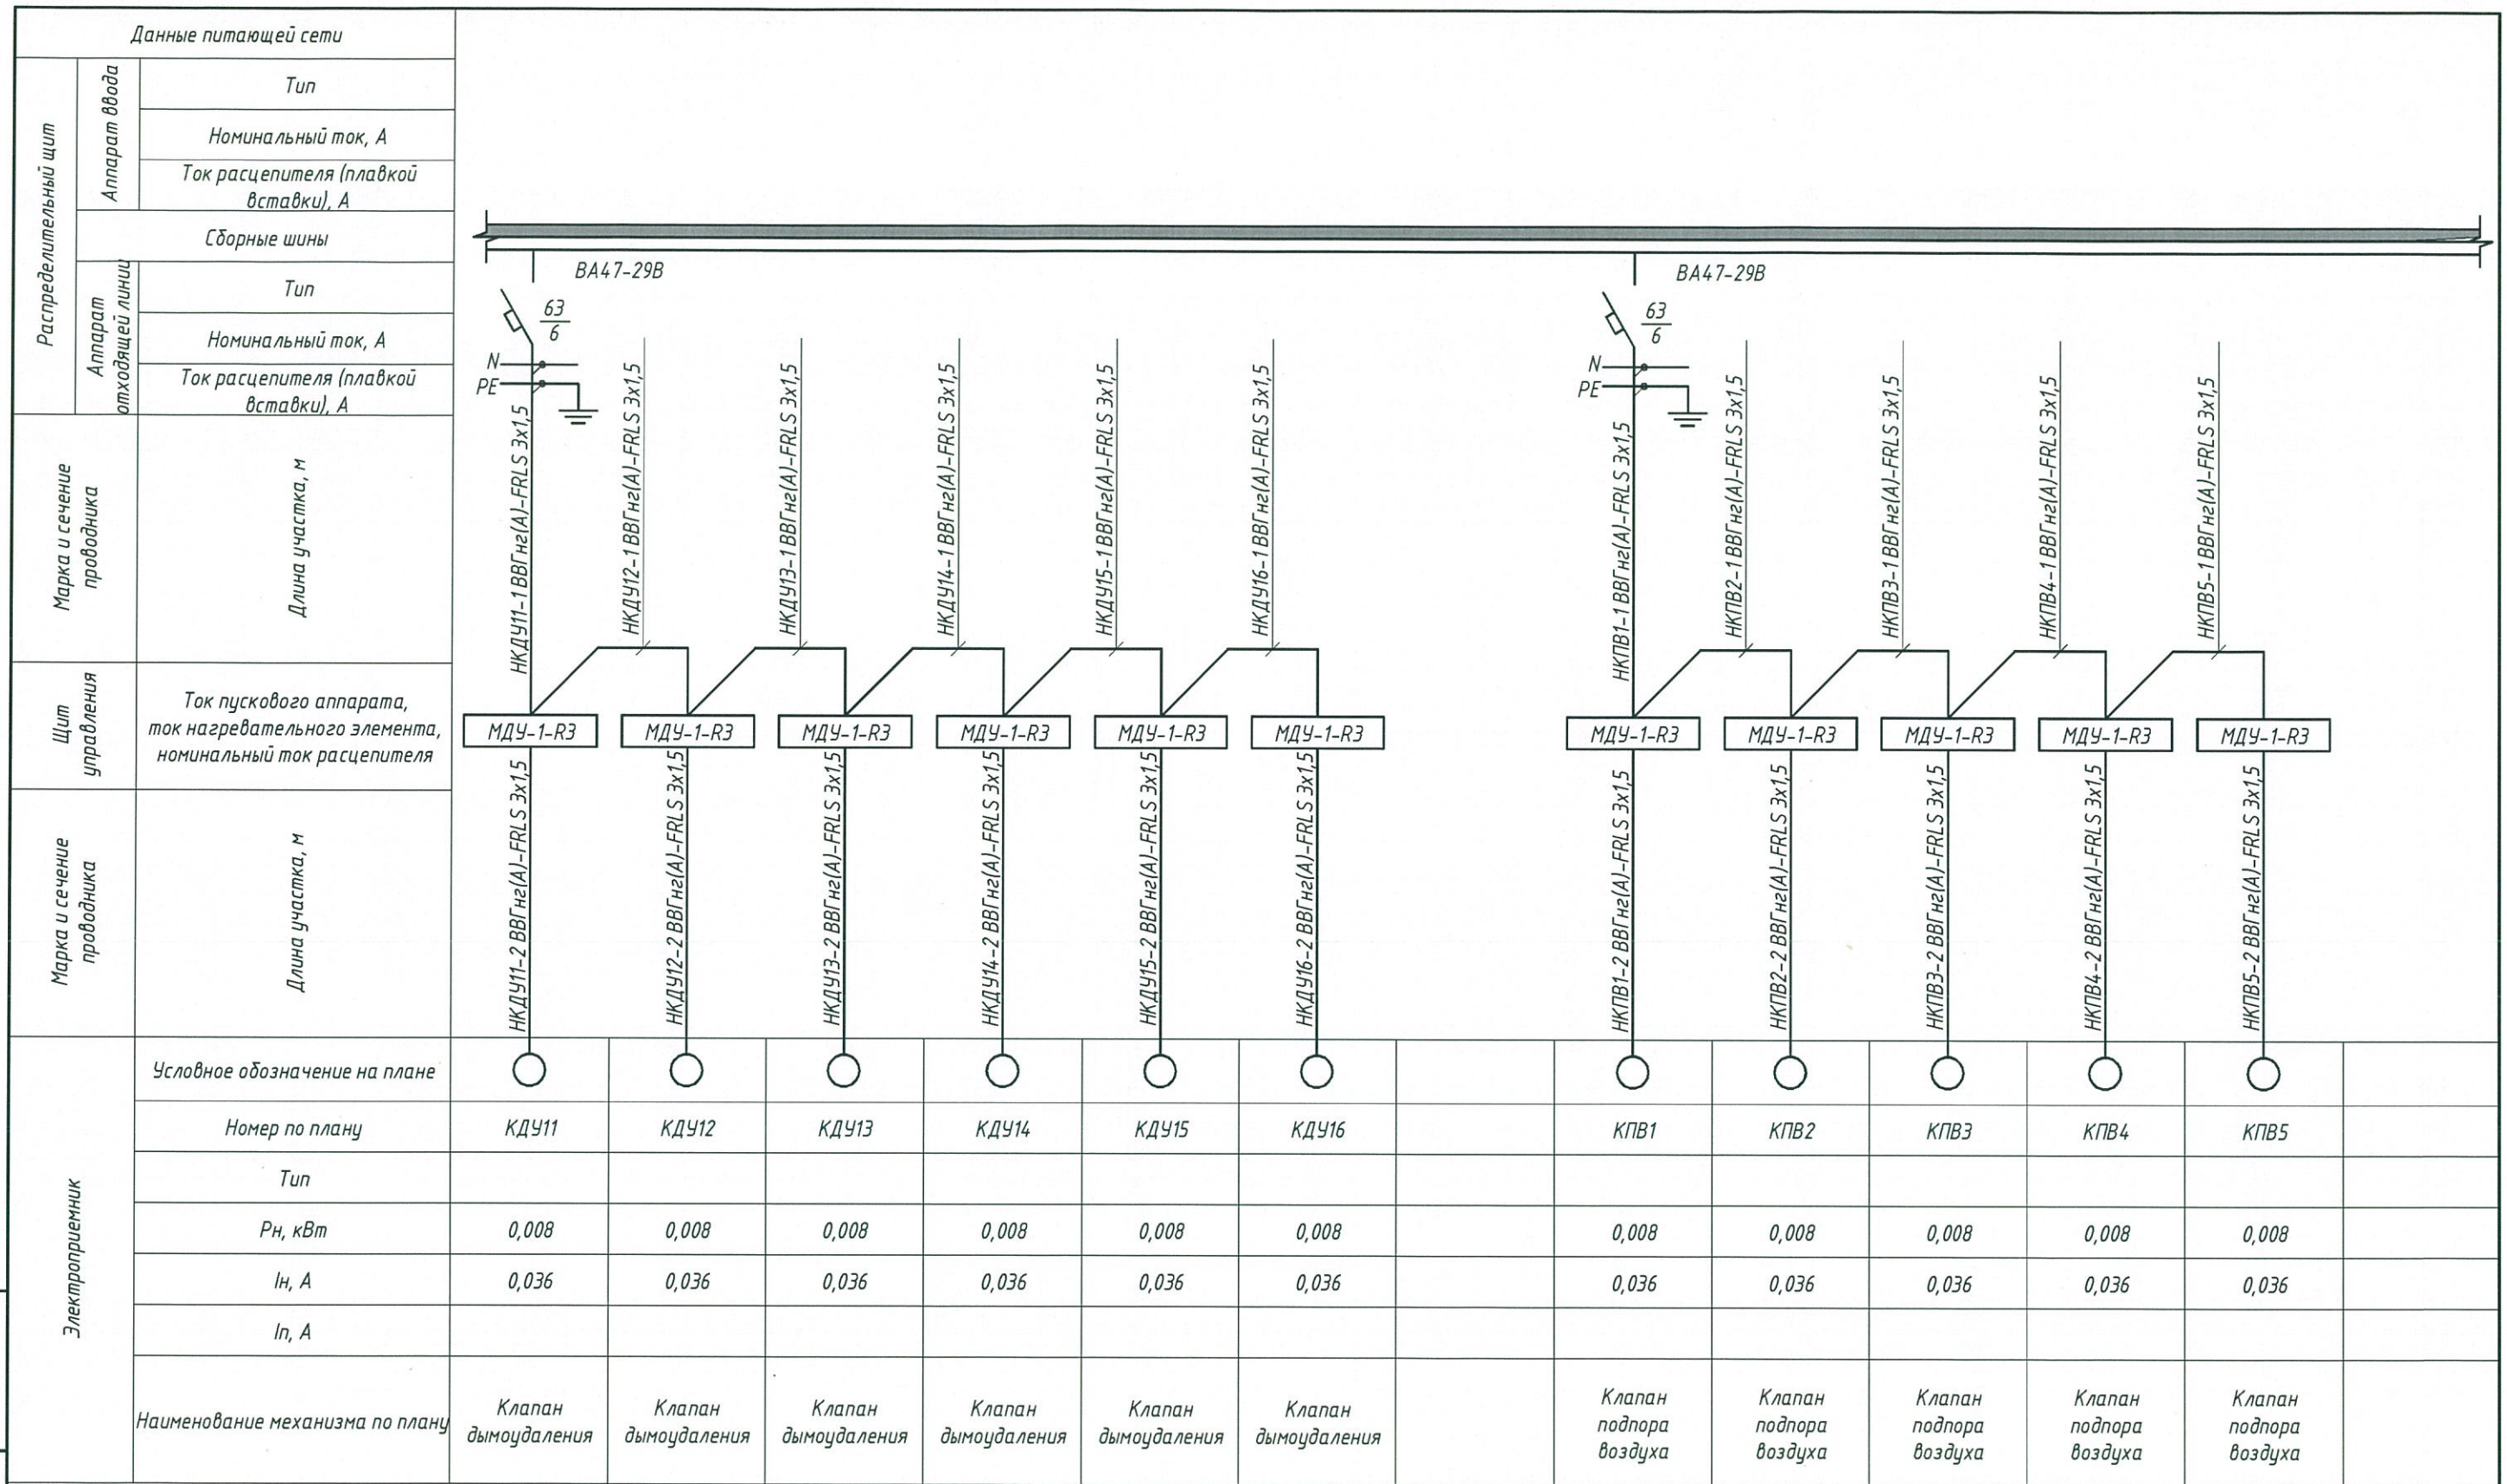 Данные питающей сети
Распределительный щит
Аппарат ввода
Тип
Номинальный ток, А
Ток расцепителя (плавкой
вставки), А
Сборные шины
Аппарат
отходящей линии
Тип
Номинальный ток, А
Ток расцепителя (плавкой
вставки), А
ВА47-29В
63
6
N
PE
ВА47-29В
63
6
N
PE
Марка и сечение
проводника
Длина участка, м
НКДУ11-1 ВВГнг(А)-FRLS 3х1,5
НКДУ12-1 ВВГнг(А)-FRLS 3х1,5
НКДУ13-1 ВВГнг(А)-FRLS 3х1,5
НКДУ14-1 ВВГнг(А)-FRLS 3х1,5
НКДУ15-1 ВВГнг(А)-FRLS 3х1,5
НКДУ16-1 ВВГнг(А)-FRLS 3х1,5
НКПВ1-1 ВВГнг(А)-FRLS 3х1,5
НКПВ2-1 ВВГнг(А)-FRLS 3х1,5
НКПВ3-1 ВВГнг(А)-FRLS 3х1,5
НКПВ4-1 ВВГнг(А)-FRLS 3х1,5
НКПВ5-1 ВВГнг(А)-FRLS 3х1,5
Щит
управления
Ток пускового аппарата,
ток нагревательного элемента,
номинальный ток расцепителя
МДУ-1-R3 МДУ-1-R3 МДУ-1-R3 МДУ-1-R3 МДУ-1-R3 МДУ-1-R3 МДУ-1-R3 МДУ-1-R3 МДУ-1-R3 МДУ-1-R3 МДУ-1-R3
Марка и сечение
проводника
Длина участка, м
НКДУ11-2 ВВГнг(А)-FRLS 3х1,5
НКДУ12-2 ВВГнг(А)-FRLS 3х1,5
НКДУ13-2 ВВГнг(А)-FRLS 3х1,5
НКДУ14-2 ВВГнг(А)-FRLS 3х1,5
НКДУ15-2 ВВГнг(А)-FRLS 3х1,5
НКДУ16-2 ВВГнг(А)-FRLS 3х1,5
НКПВ1-2 ВВГнг(А)-FRLS 3х1,5
НКПВ2-2 ВВГнг(А)-FRLS 3х1,5
НКПВ3-2 ВВГнг(А)-FRLS 3х1,5
НКПВ4-2 ВВГнг(А)-FRLS 3х1,5
НКПВ5-2 ВВГнг(А)-FRLS 3х1,5
Электроприемник
Условное обозначение на плане
Номер по плану КДУ11 КДУ12 КДУ13 КДУ14 КДУ15 КДУ16 КПВ1 КПВ2 КПВ3 КПВ4 КПВ5
Тип
Рн, кВт 0,008 0,008 0,008 0,008 0,008 0,008 0,008 0,008 0,008 0,008 0,008
Iн, А 0,036 0,036 0,036 0,036 0,036 0,036 0,036 0,036 0,036 0,036 0,036
Iп, А
Наименование механизма по плану
Клапан
дымоудаления
Клапан
дымоудаления
Клапан
дымоудаления
Клапан
дымоудаления
Клапан
дымоудаления
Клапан
дымоудаления
Клапан
подпора
воздуха
Клапан
подпора
воздуха
Клапан
подпора
воздуха
Клапан
подпора
воздуха
Клапан
подпора
воздуха